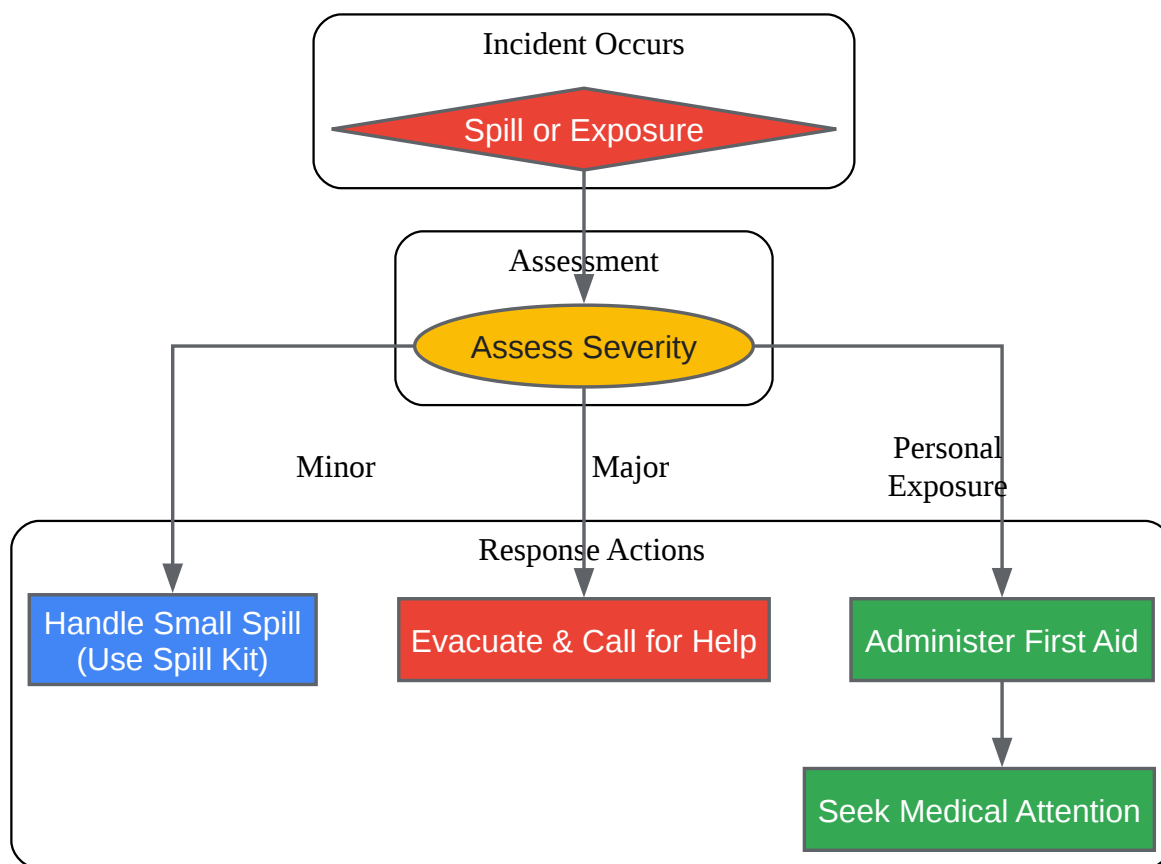 Incident Occurs
Spill or Exposure
Assessment
Assess Severity
Minor
Major
Personal
Exposure
Response Actions
Handle Small Spill
(Use Spill Kit)
Evacuate & Call for Help
Administer First Aid
Seek Medical Attention